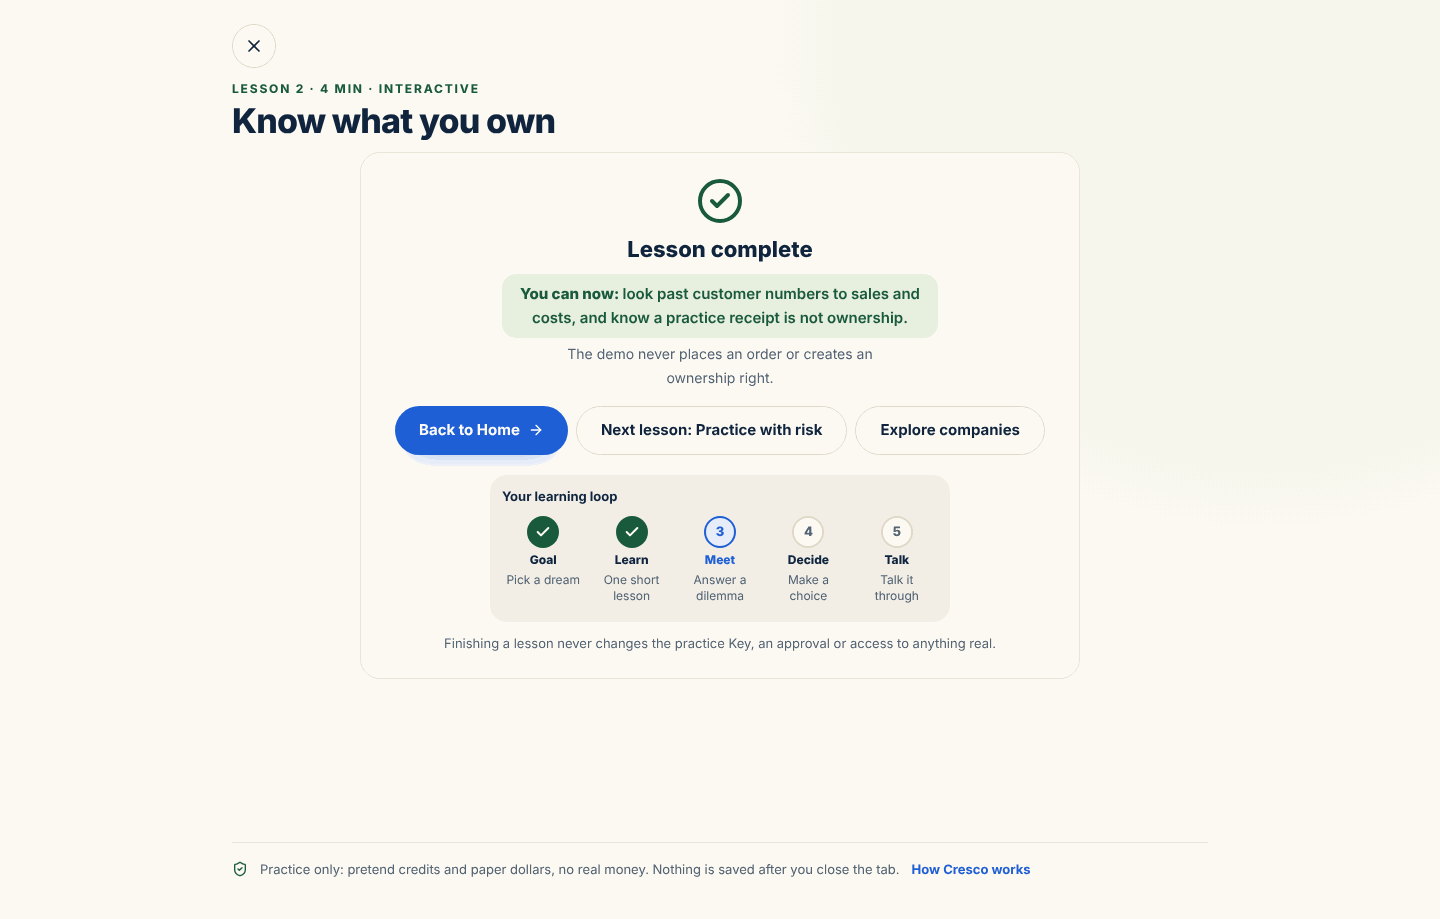 LESSON 2 · 4 MIN · INTERACTIVE
Know what you own
Lesson complete
You can now: look past customer numbers to sales and
costs, and know a practice receipt is not ownership.
The demo never places an order or creates an
ownership right.
Back to Home
Next lesson: Practice with risk
Explore companies
Your learning loop
3
4
5
Goal
Learn
Meet
Decide
Talk
Pick a dream
One short
lesson
Answer a
dilemma
Make a
choice
Talk it
through
Finishing a lesson never changes the practice Key, an approval or access to anything real.
Practice only: pretend credits and paper dollars, no real money. Nothing is saved after you close the tab. How Cresco works